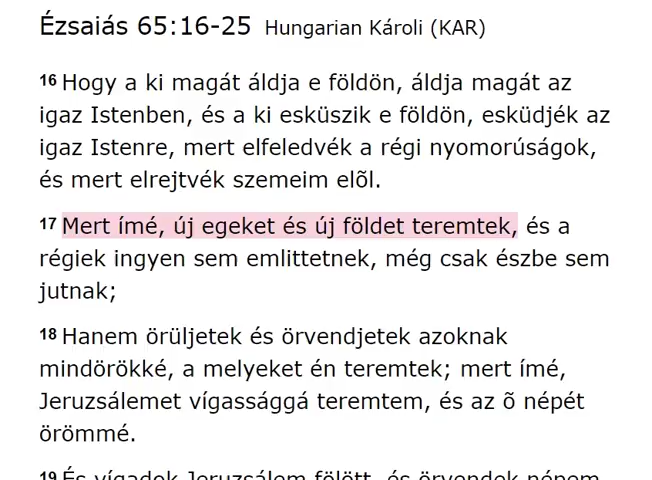 Ézsaiás 65:16-25 Hungarian Károli (KAR)
16 Hogy a ki magát áldja e földön, áldja magát az
igaz Istenben, és a ki esküszik e földön, esküdjék az
igaz Istenre, mert elfeledvék a régi nyomorúságok,
és mert elrejtvék szemeim elõl.
17 Mert ímé, új egeket és új földet teremtek, és a
régiek ingyen sem emlittetnek, még csak észbe sem
jutnak;
18 Hanem örüljetek és örvendjetek azoknak
mindörökké, a melyeket én teremtek; mert ímé,
Jeruzsálemet vígassággá teremtem, és az õ népét
örömmé.
19 És vígadok Jeruzsálem fölött, és örvendek népem